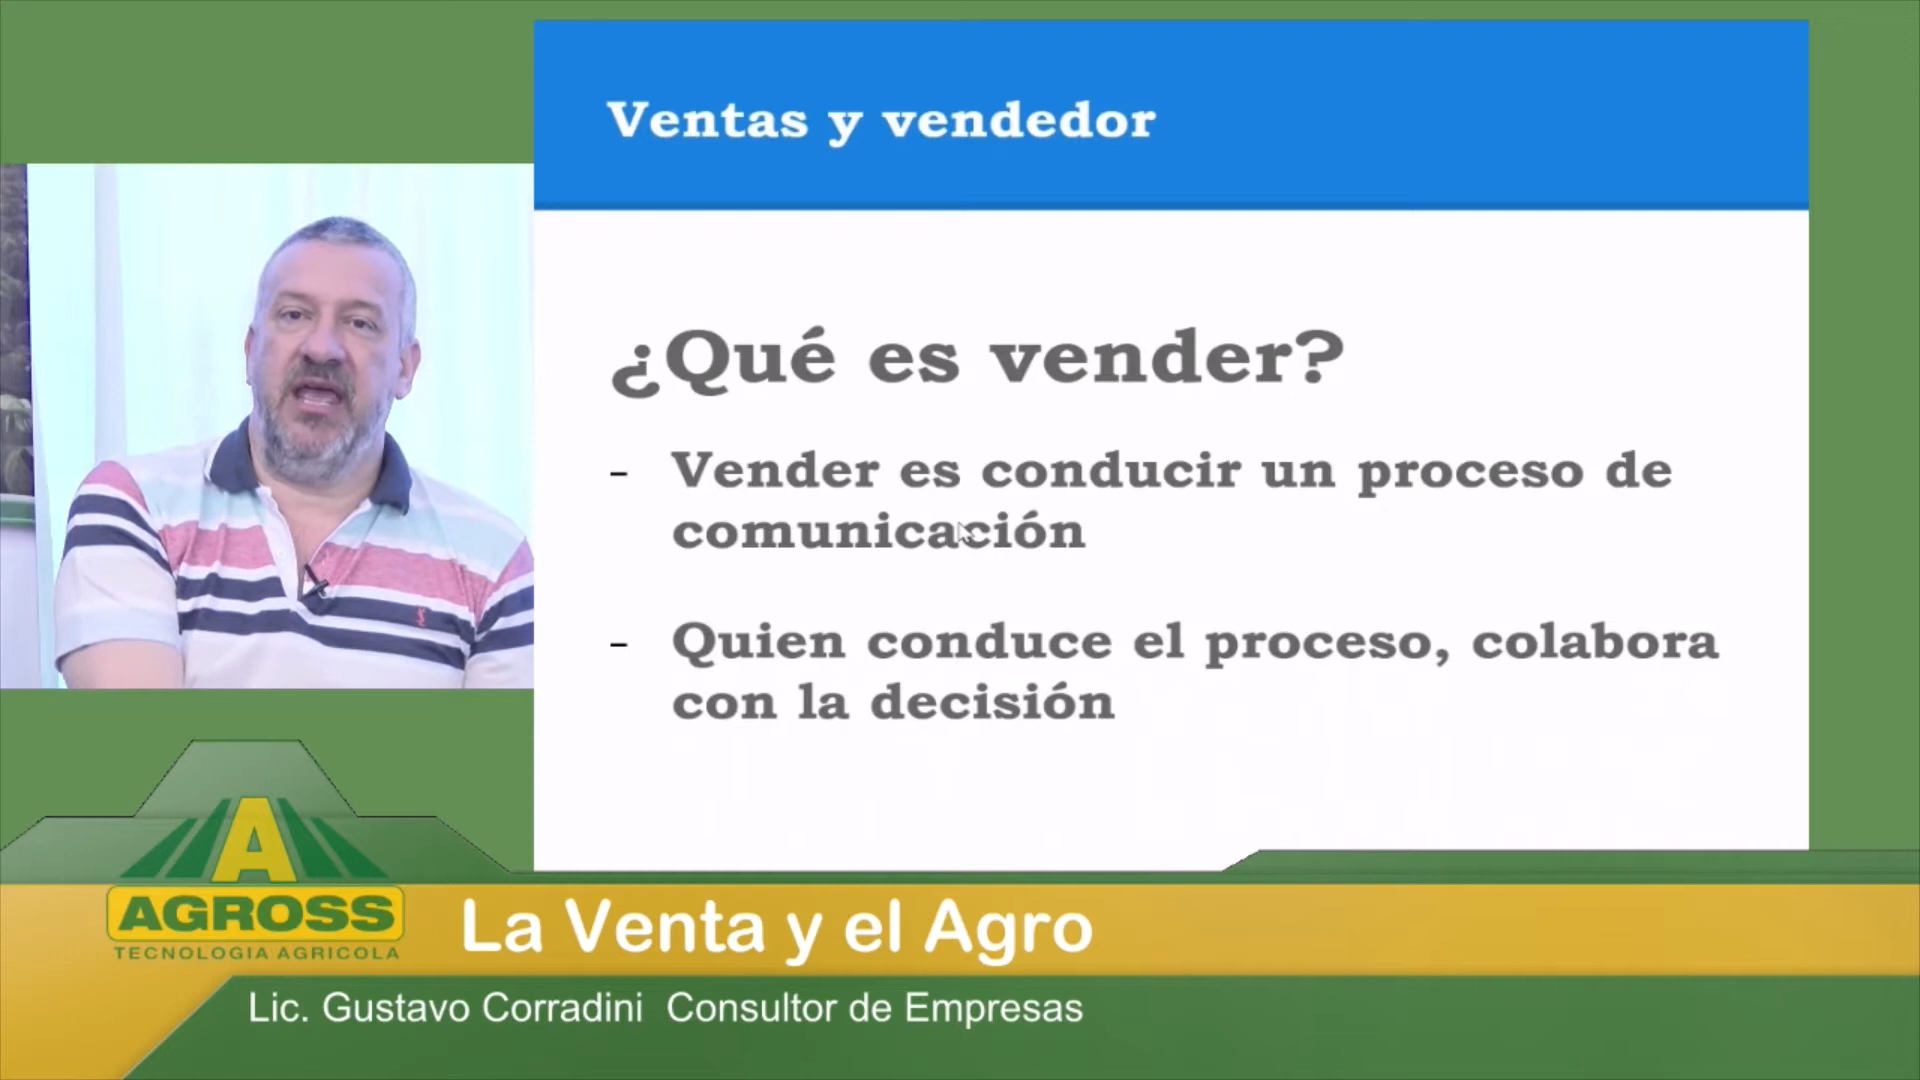 Ventas y vendedor
¿Qué es vender?
- Vender es conducir un proceso de
comunicación
- Quien conduce el proceso, colabora
con la decisión
A
AGROSS
TECNOLOGIA AGRICOLA
La Venta y el Agro
Lic. Gustavo Corradini Consultor de Empresas